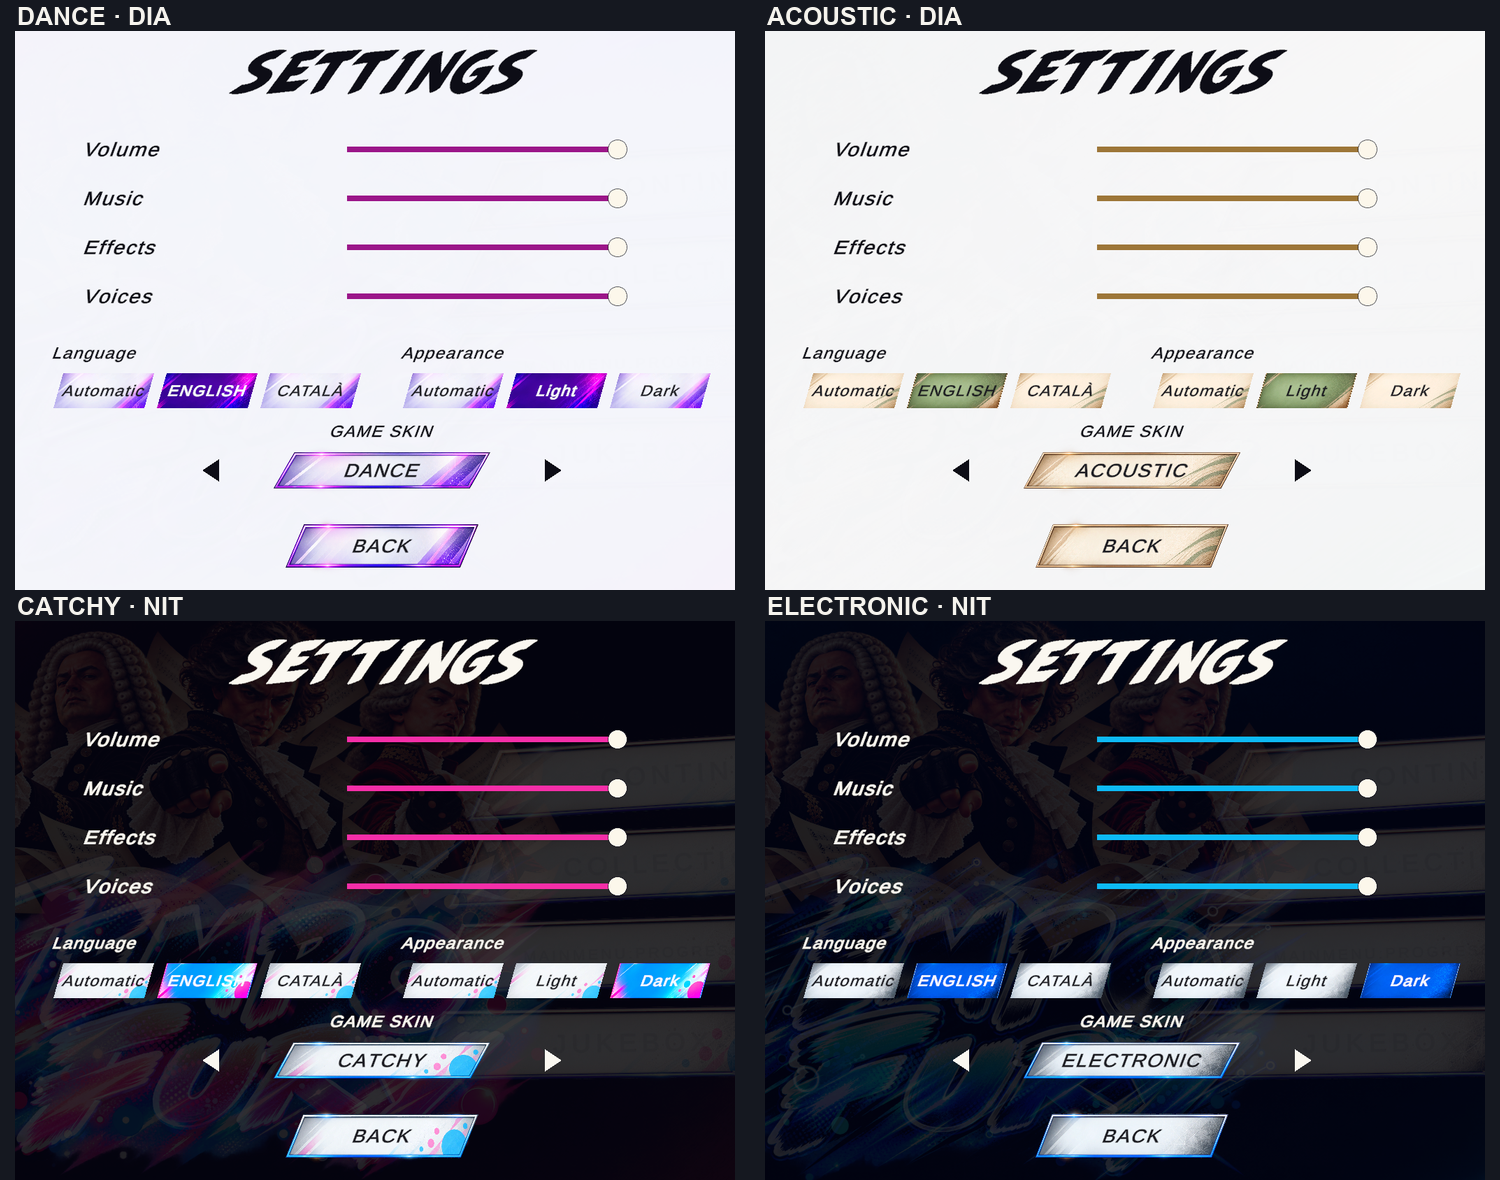 DANCE · DIA
SETTINGS
Volume
Music
Effects
Voices
Language
Automatic ENGLISH CATALÀ
Appearance
Automatic Light Dark
GAME SKIN
DANCE
BACK
ACOUSTIC · DIA
SETTINGS
Volume
Music
Effects
Voices
Language
Automatic ENGLISH CATALÀ
Appearance
Automatic Light Dark
GAME SKIN
ACOUSTIC
BACK
CATCHY · NIT
SETTINGS
Volume
Music
Effects
Voices
Language
Automatic ENGLISH CATALÀ
Appearance
Automatic Light Dark
GAME SKIN
CATCHY
BACK
JUKEBOX
ELECTRONIC · NIT
SETTINGS
Volume
Music
Effects
Voices
Language
Automatic ENGLISH CATALÀ
Appearance
Automatic Light Dark
GAME SKIN
ELECTRONIC
BACK